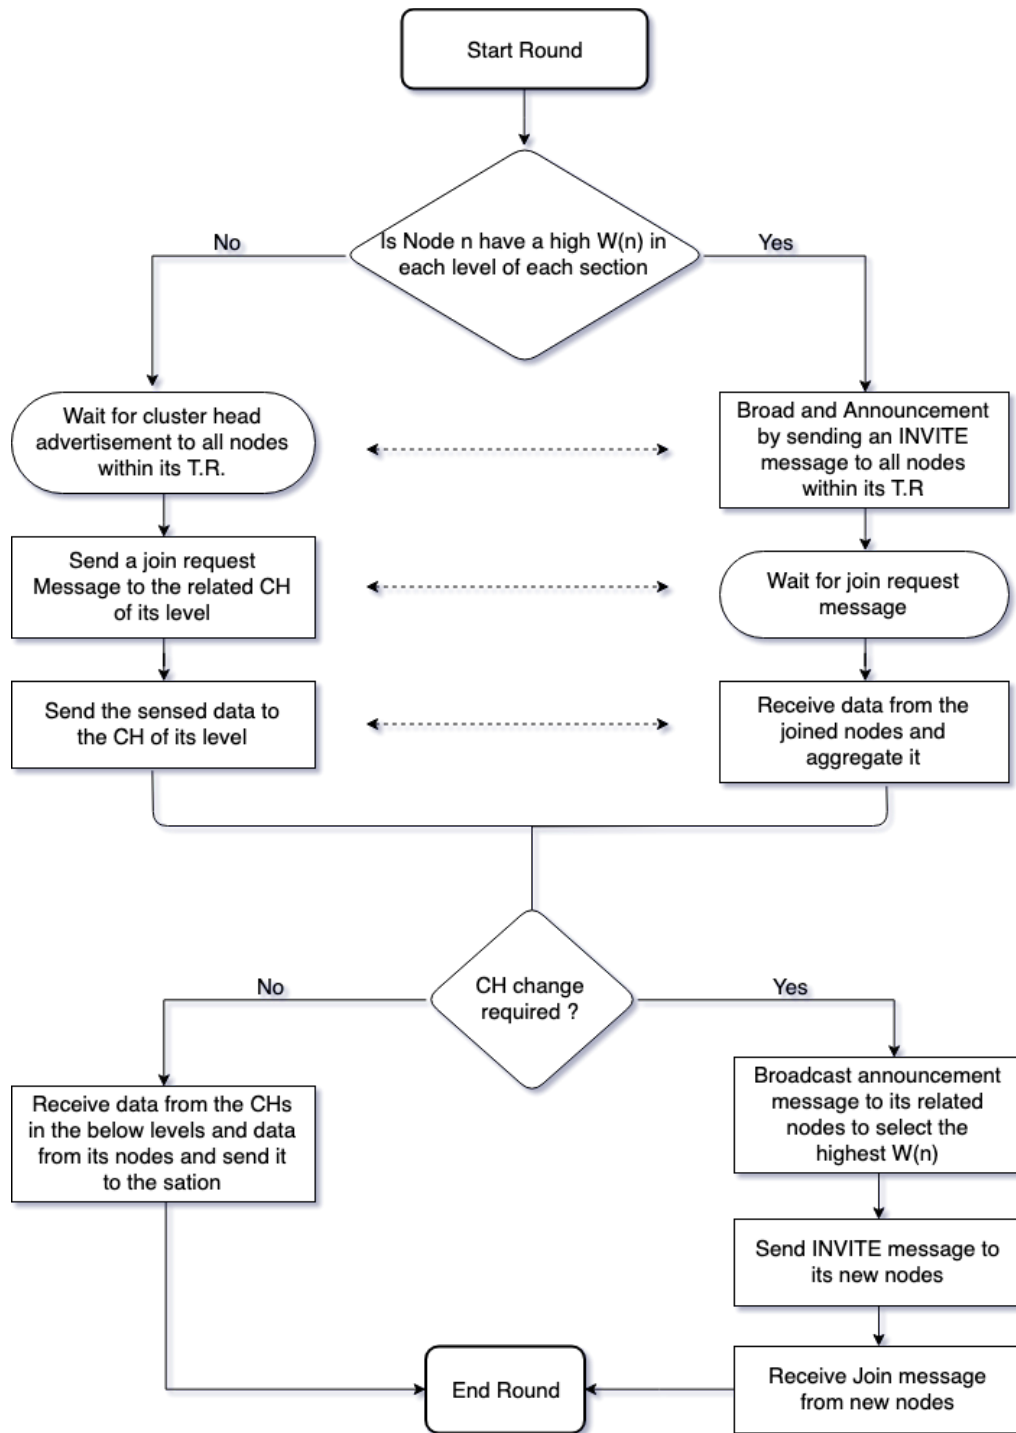 Start Round
Is Node n have a high W(n) in
each level of each section
No
Yes
Wait for cluster head
advertisement to all nodes
within its T.R.
Broad and Announcement
by sending an INVITE
message to all nodes
within its T.R
Send a join request
Message to the related CH
of its level
Wait for join request
message
Send the sensed data to
the CH of its level
Receive data from the
joined nodes and
aggregate it
CH change
required ?
No
Yes
Receive data from the CHs
in the below levels and data
from its nodes and send it
to the sation
Broadcast announcement
message to its related
nodes to select the
highest W(n)
Send INVITE message to
its new nodes
Receive Join message
from new nodes
End Round